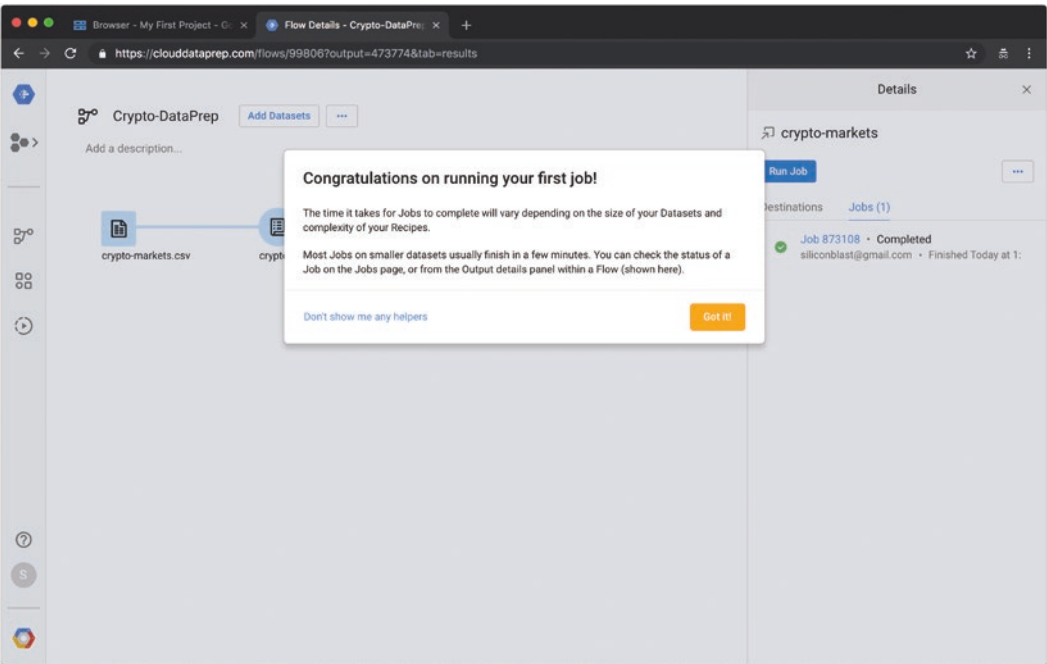 Browser - My First Project - Go
Flow Details - Crypto-DataPrep
https://clouddataprep.com/flows/99806?output=473774&tab=results
Crypto-DataPrep
Add Datasets
Add a description...
crypto-markets.csv
crypt
Congratulations on running your first job!
The time it takes for Jobs to complete will vary depending on the size of your Datasets and
complexity of your Recipes.
Most Jobs on smaller datasets usually finish in a few minutes. You can check the status of a
Job on the Jobs page, or from the Output details panel within a Flow (shown here).
Don't show me any helpers
Got it!
Details
crypto-markets
Run Job
Destinations
Jobs (1)
Job 873108 • Completed
siliconblast@gmail.com • Finished Today at 1:
S